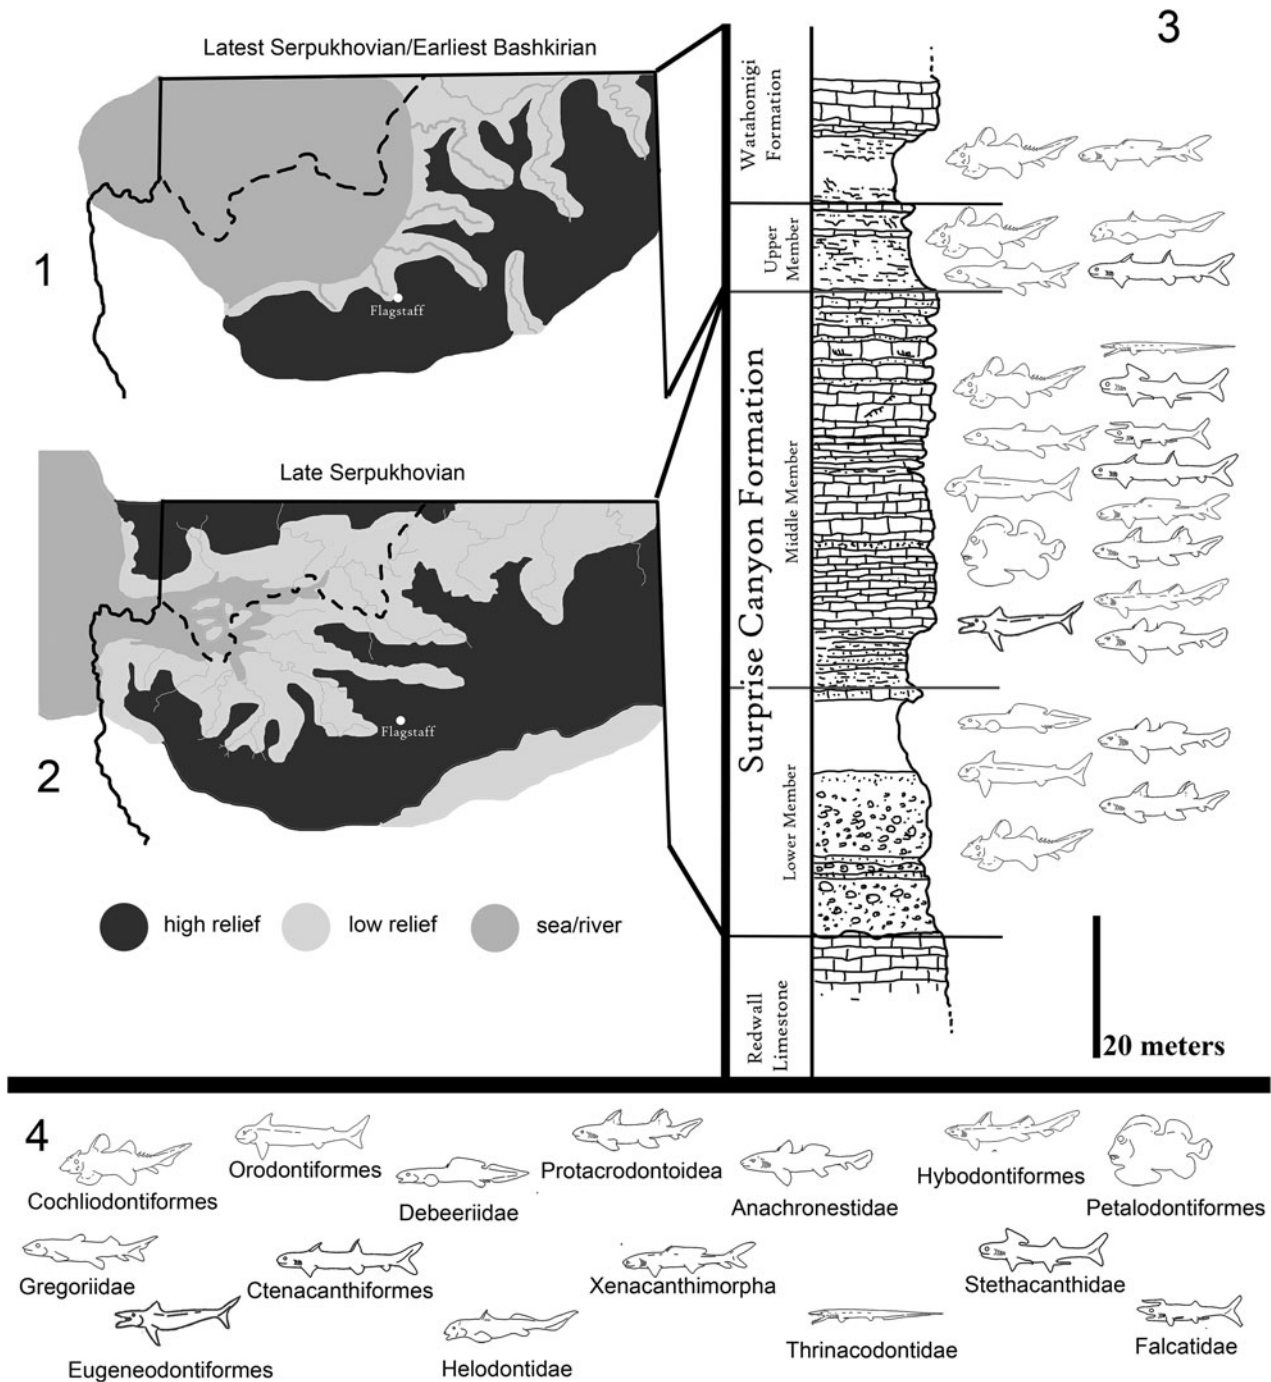 3
Latest Serpukhovian/Earliest Bashkirian
1
Flagstaff
Late Serpukhovian
2
Flagstaff
high relief
low relief
sea/river
Watahomigi
Formation
Upper
Member
Surprise Canyon Formation
Middle Member
Lower Member
Redwall
Limestone
20 meters
4
Cochliodontiformes
Orodontiformes
Debeeriidae
Protacrodontoidea
Anachronestidae
Hybodontiformes
Petalodontiformes
Gregoriidae
Ctenacanthiformes
Xenacanthimorpha
Stethacanthidae
Eugeneodontiformes
Helodontidae
Thrinacodontidae
Falcatidae